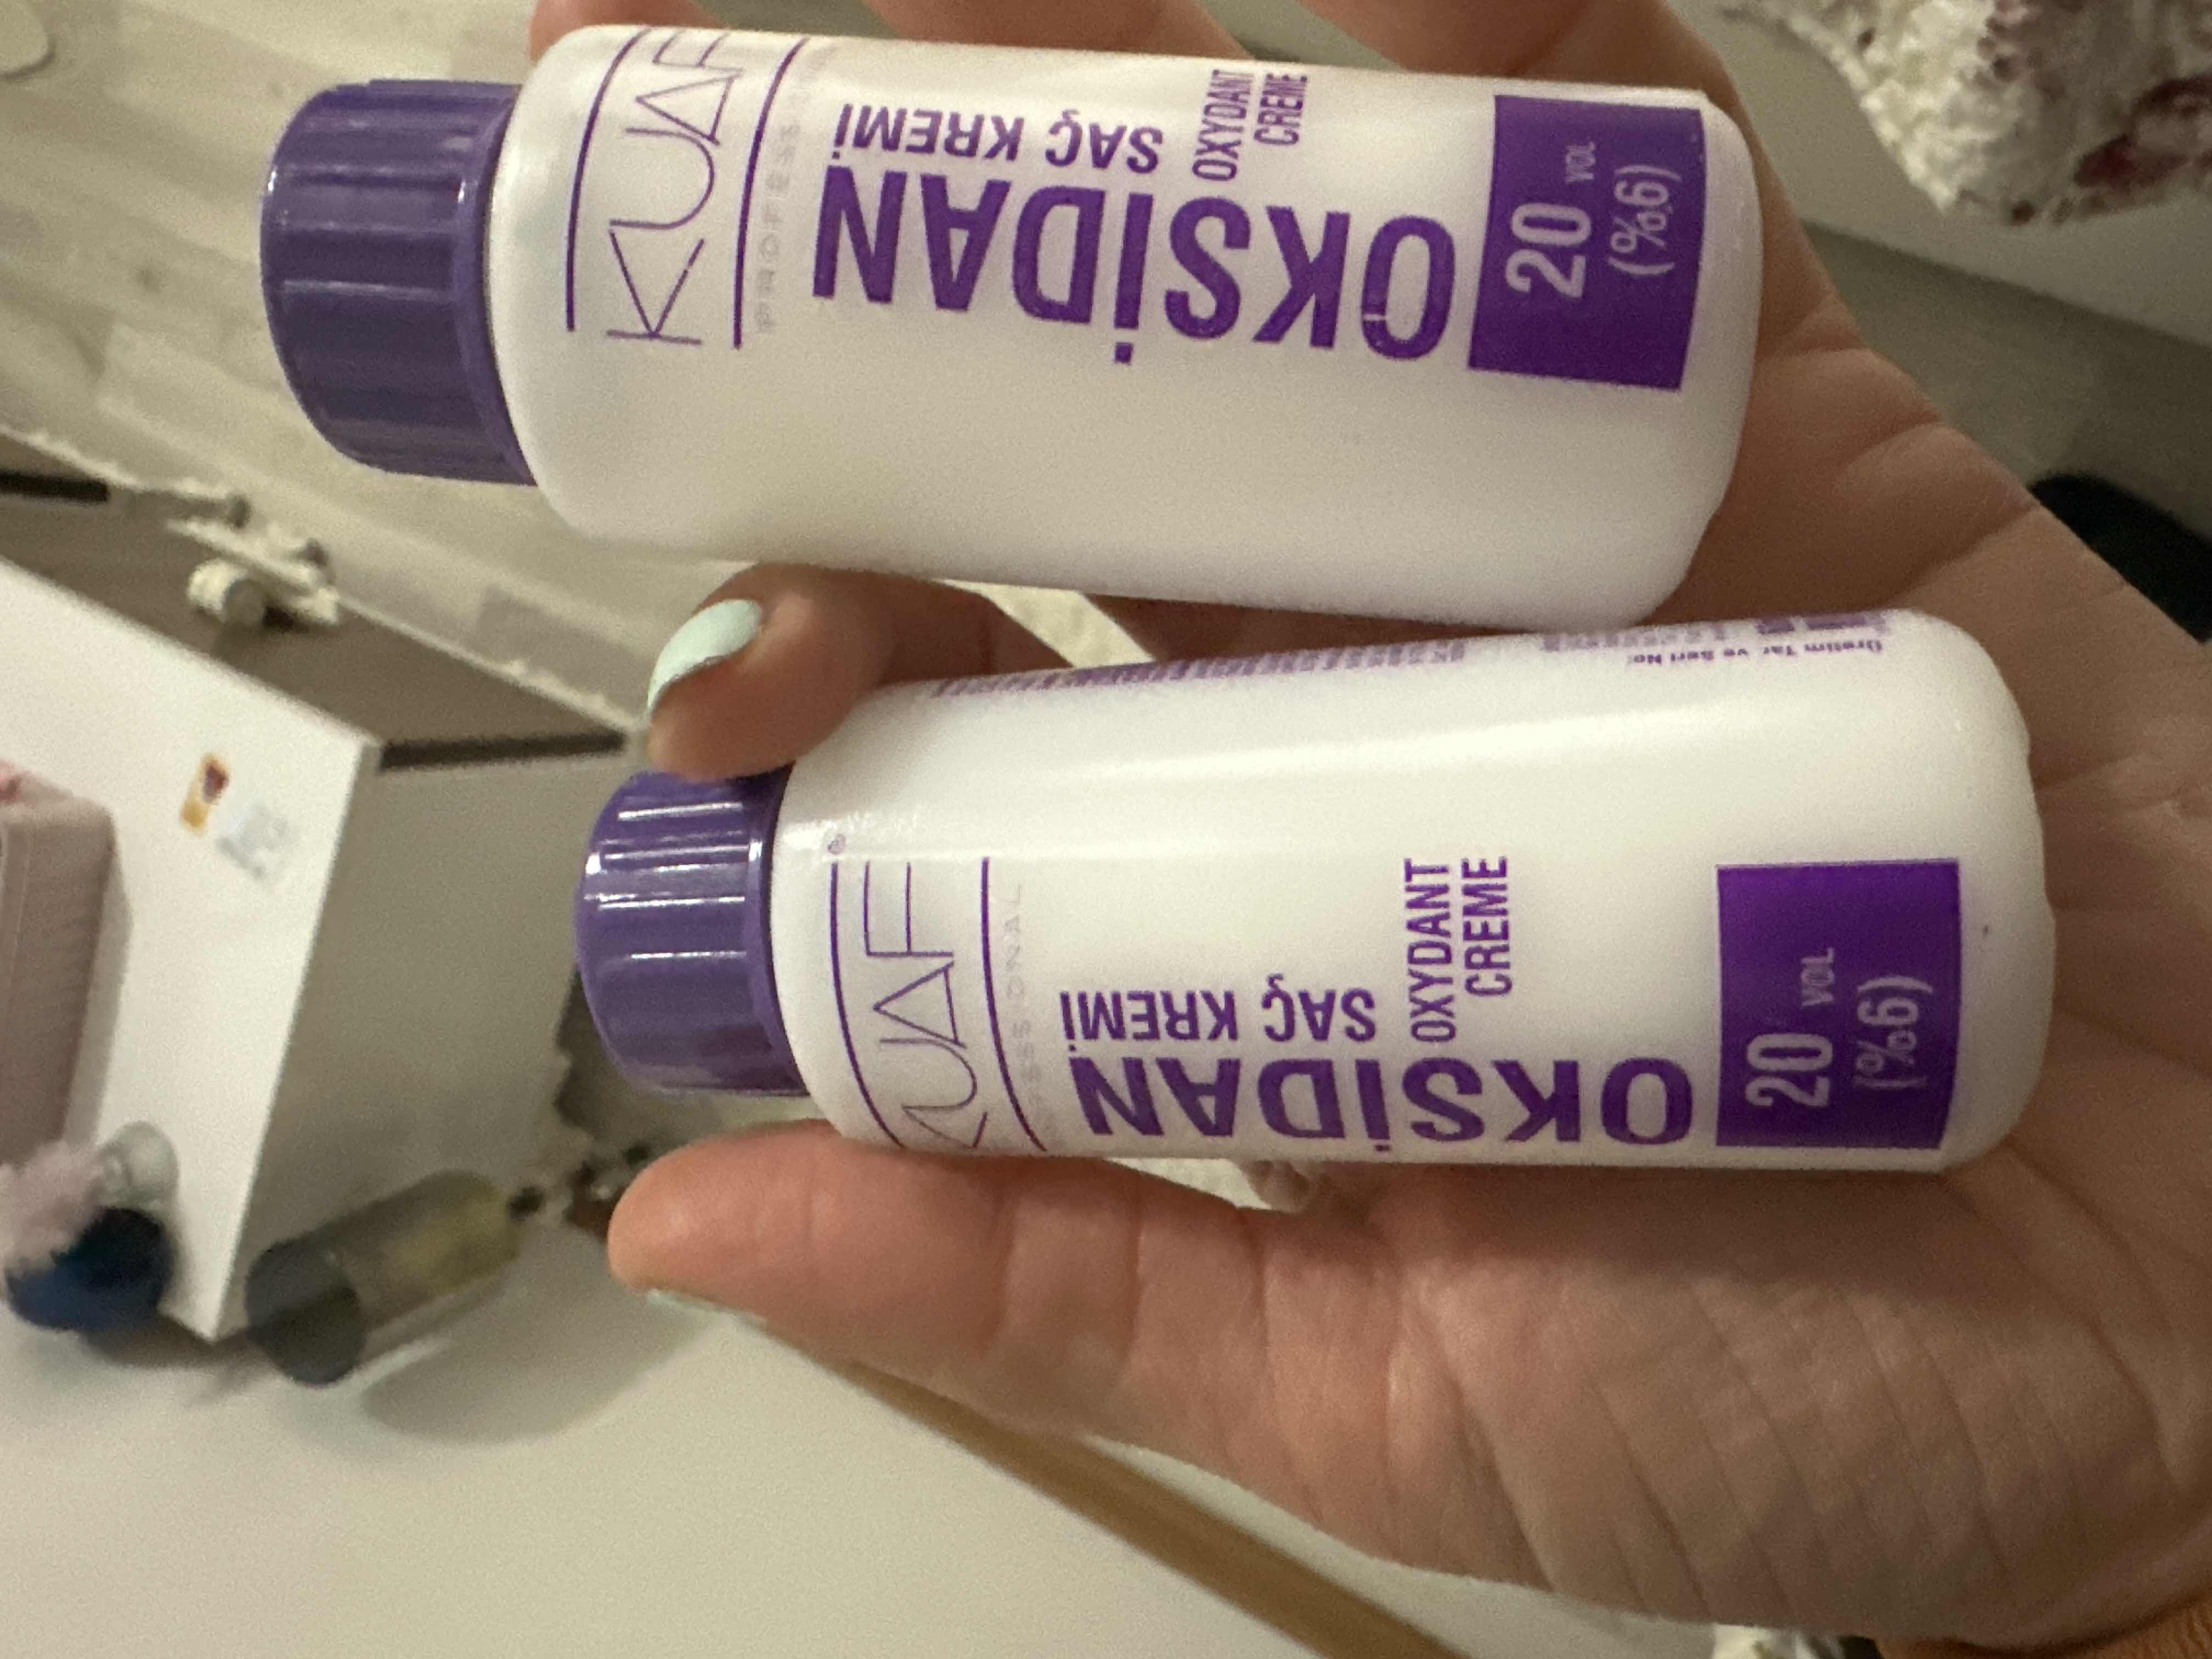 KUAF
PROFESSIONAL
OKSİDAN
SAÇ KREMİ
OXYDANT
CREME
20 VOL
(%6)
KUAF
PROFESSIONAL
OKSİDAN
SAÇ KREMİ
OXYDANT
CREME
20 VOL
(%6)
Üretim Tar. ve Seri No: